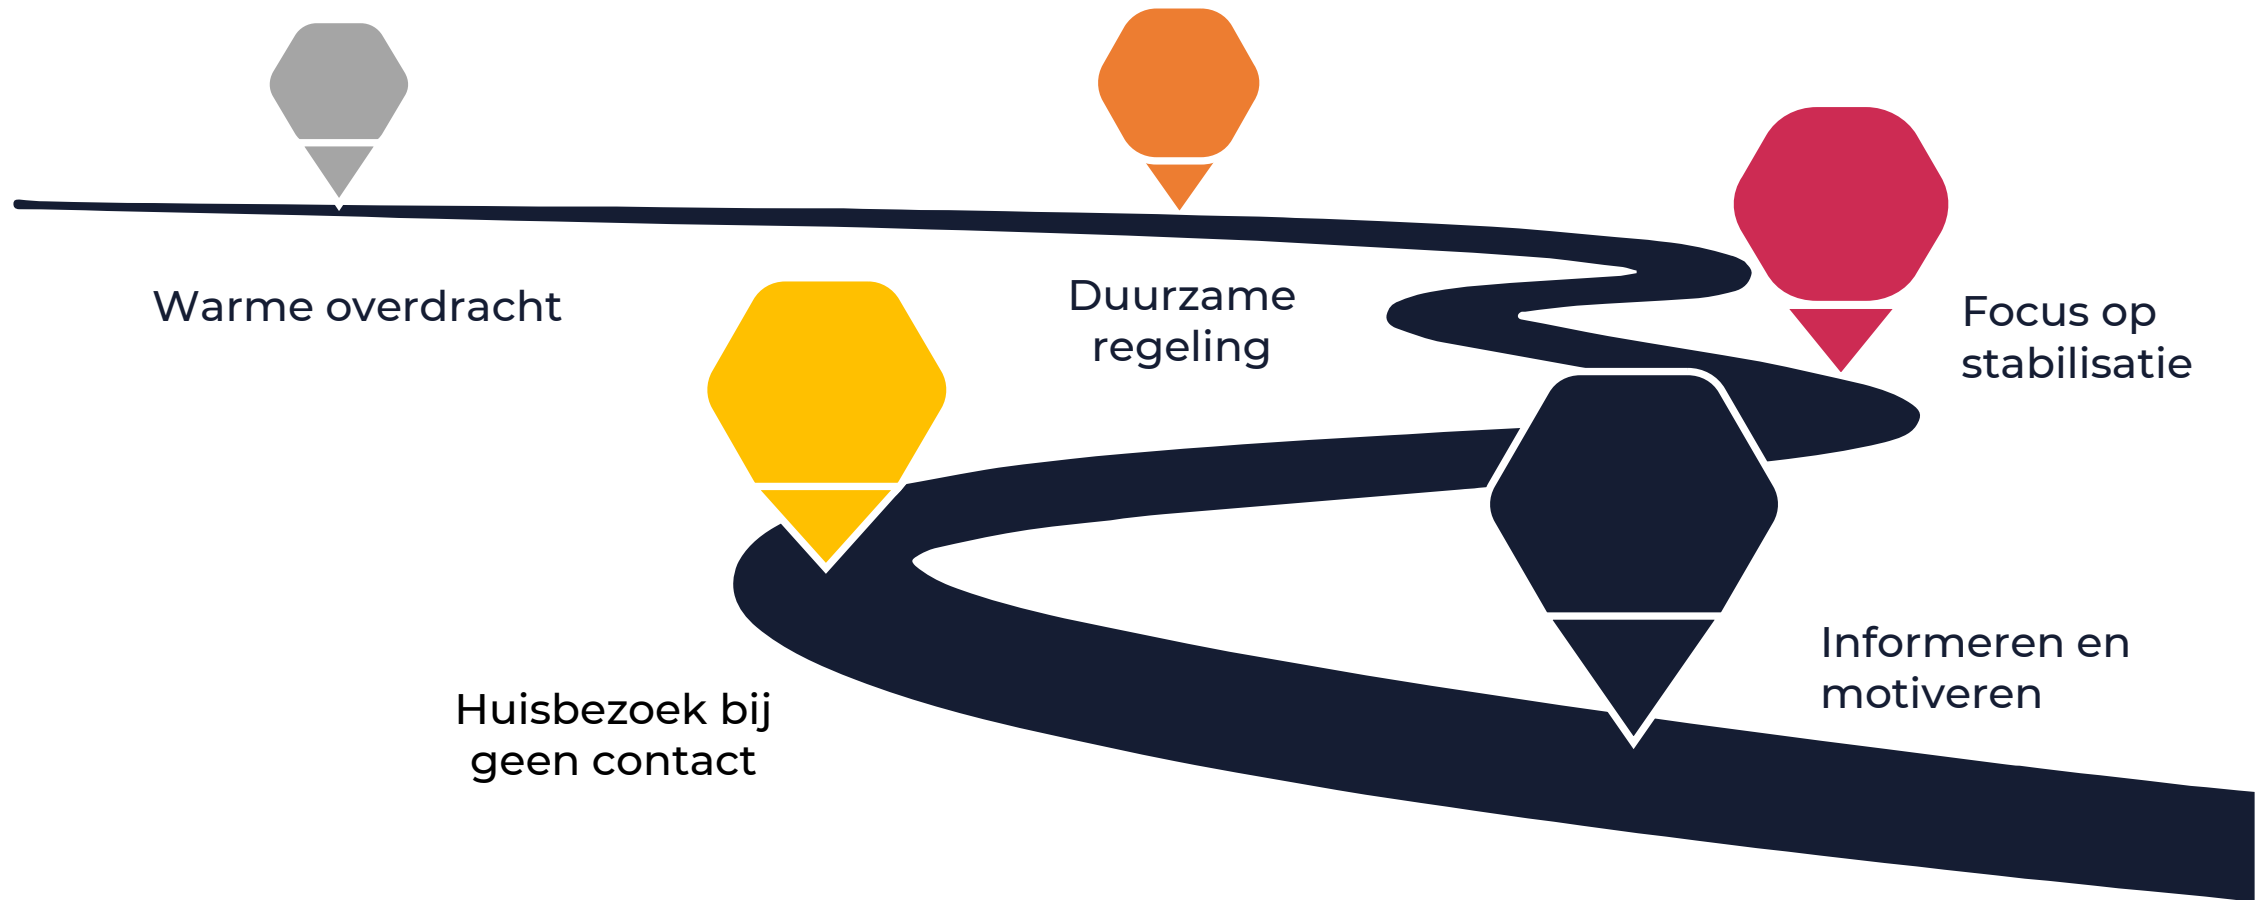 Warme overdracht
Duurzame
regeling
Focus op
stabilisatie
Informeren en
motiveren
Huisbezoek bij
geen contact